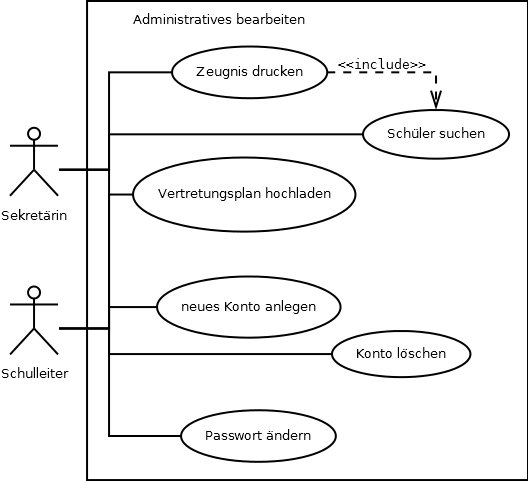 Administratives bearbeiten
Zeugnis drucken
<<include>>
Schüler suchen
Sekretärin
Vertretungsplan hochladen
neues Konto anlegen
Schulleiter
Konto löschen
Passwort ändern